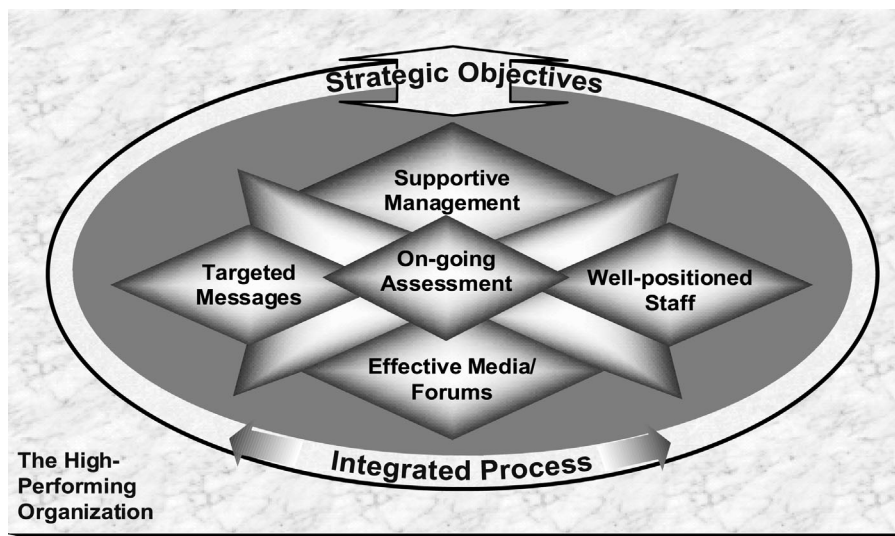 Strategic Objectives
Supportive
Management
Targeted
Messages
On-going
Assessment
Well-positioned
Staff
Effective Media/
Forums
Integrated Process
The High-
Performing
Organization